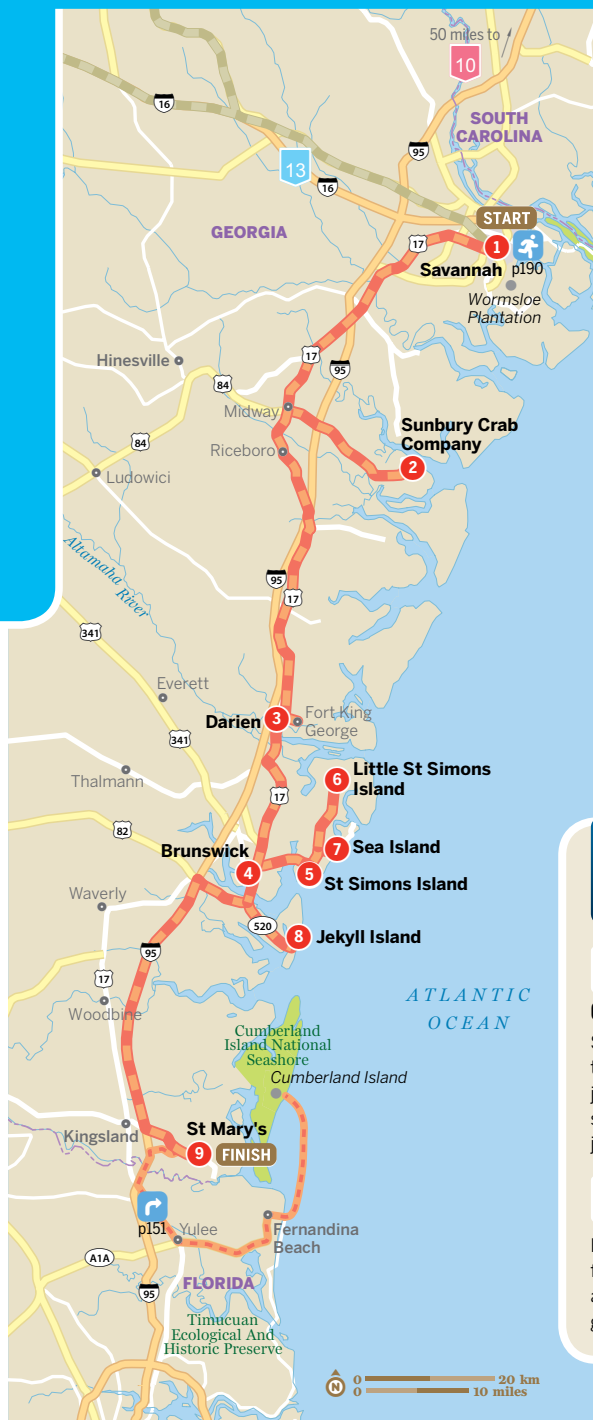 50 miles to
10
16
SOUTH
CAROLINA
95
13
16
START
GEORGIA
17
1
Savannah
p190
Wormsloe
Plantation
17
Hinesville
95
84
Midway
Sunbury Crab
Company
84
Riceboro
2
Ludowici
Altamaha River
95
17
341
Everett
Darien
3
Fort King
George
341
Thalmann
17
6
Little St Simons
Island
82
Brunswick
7
Sea Island
4
5
St Simons Island
Waverly
520
8
Jekyll Island
95
17
ATLANTIC
OCEAN
Woodbine
Cumberland
Island National
Seashore
Cumberland Island
Kingsland
St Mary's
9
FINISH
p151
Yulee
Fernandina
Beach
A1A
95
FLORIDA
Timucuan
Ecological And
Historic Preserve
N
0 20 km
0 10 miles